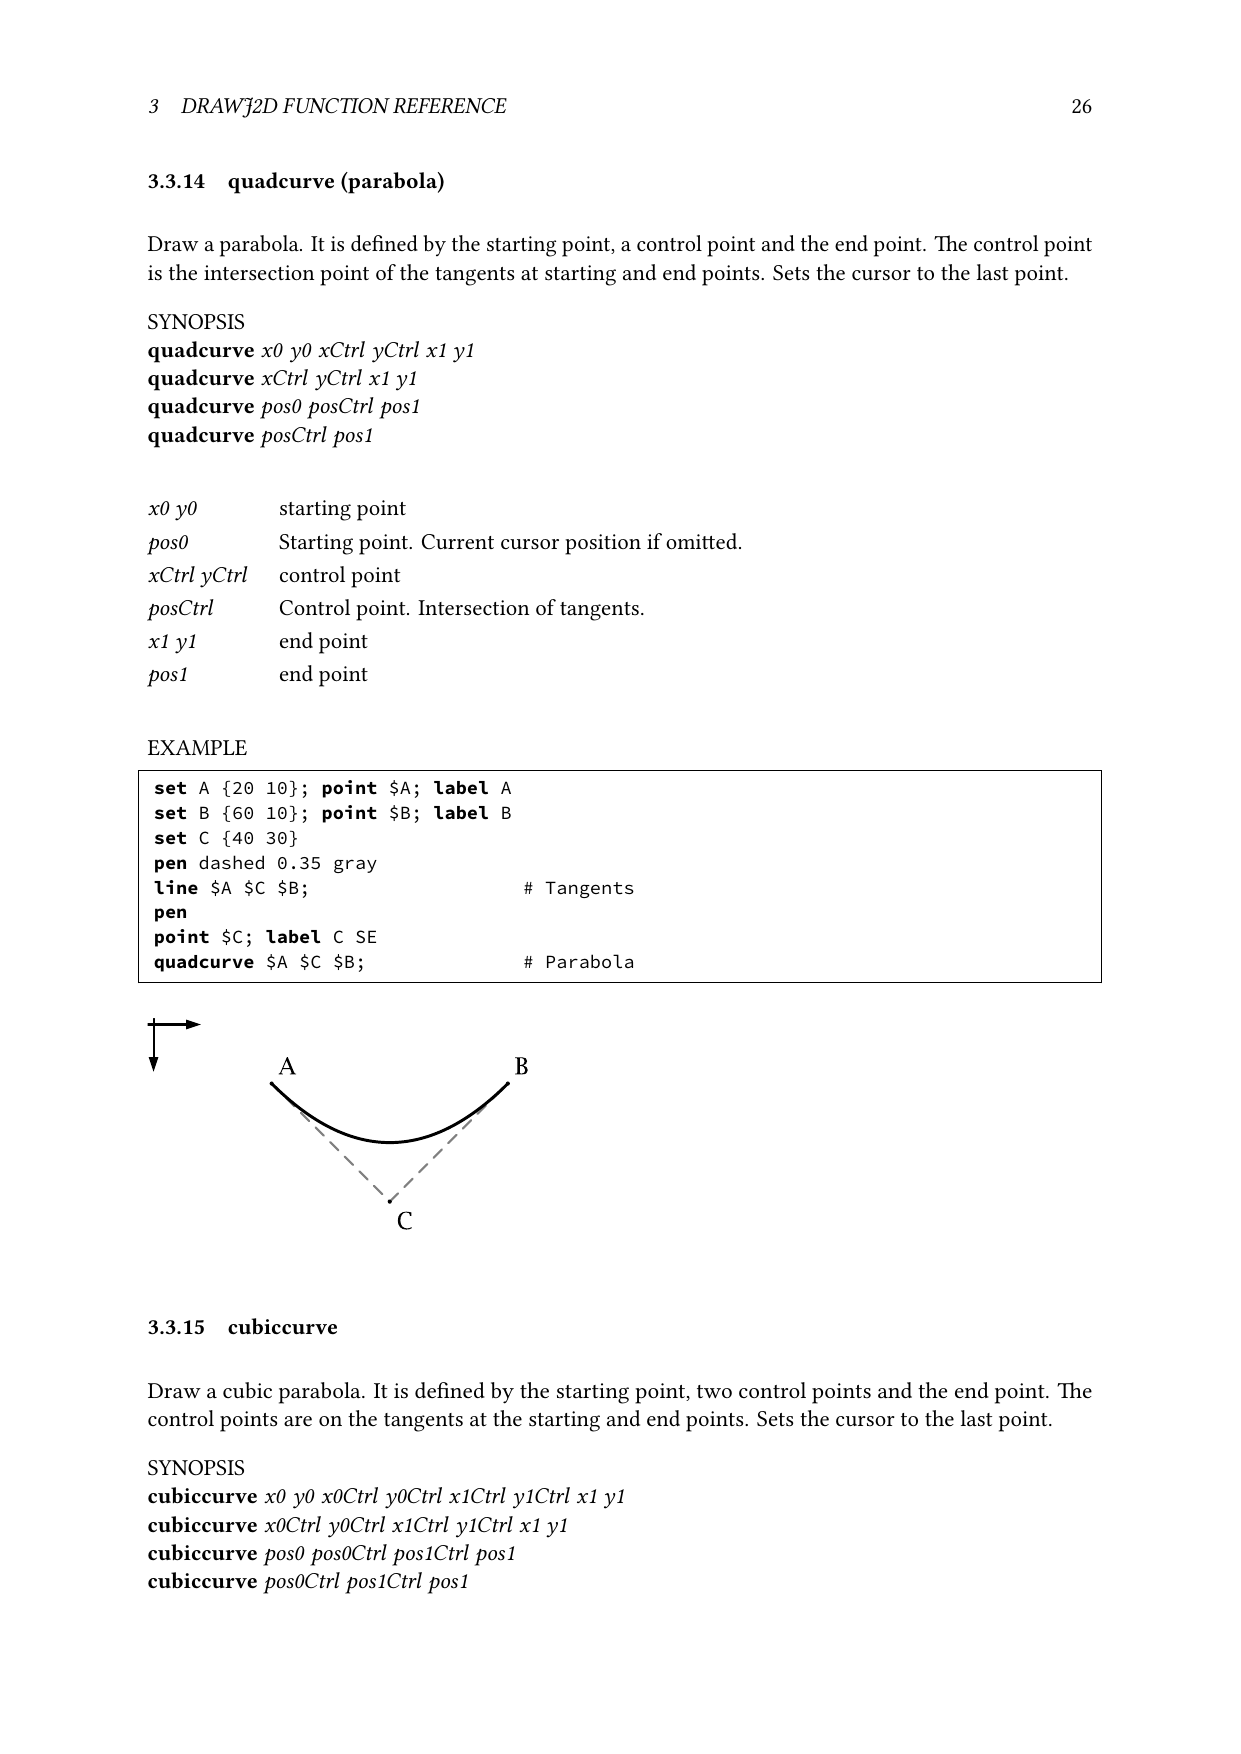 3 DRAWJ2D FUNCTION REFERENCE 26
3.3.14 quadcurve (parabola)
Draw a parabola. It is defined by the starting point, a control point and the end point. The control point
is the intersection point of the tangents at starting and end points. Sets the cursor to the last point.
SYNOPSIS
quadcurve x0 y0 xCtrl yCtrl x1 y1
quadcurve xCtrl yCtrl x1 y1
quadcurve pos0 posCtrl pos1
quadcurve posCtrl pos1
x0 y0 starting point
pos0 Starting point. Current cursor position if omitted.
xCtrl yCtrl control point
posCtrl Control point. Intersection of tangents.
x1 y1 end point
pos1 end point
EXAMPLE
set A {20 10}; point $A; label A
set B {60 10}; point $B; label B
set C {40 30}
pen dashed 0.35 gray
line $A $C $B; # Tangents
pen
point $C; label C SE
quadcurve $A $C $B; # Parabola
A B
C
3.3.15 cubiccurve
Draw a cubic parabola. It is defined by the starting point, two control points and the end point. The
control points are on the tangents at the starting and end points. Sets the cursor to the last point.
SYNOPSIS
cubiccurve x0 y0 x0Ctrl y0Ctrl x1Ctrl y1Ctrl x1 y1
cubiccurve x0Ctrl y0Ctrl x1Ctrl y1Ctrl x1 y1
cubiccurve pos0 pos0Ctrl pos1Ctrl pos1
cubiccurve pos0Ctrl pos1Ctrl pos1